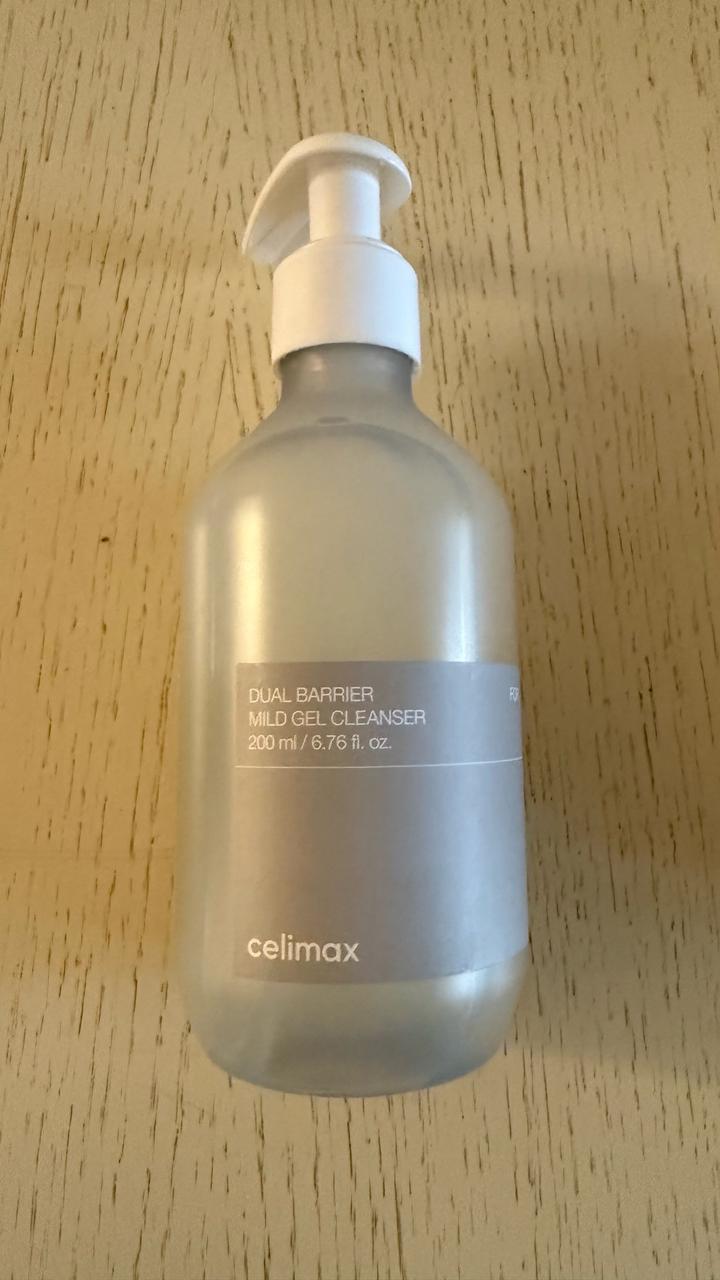 DUAL BARRIER
MILD GEL CLEANSER
200 ml / 6.76 fl. oz.
celimax